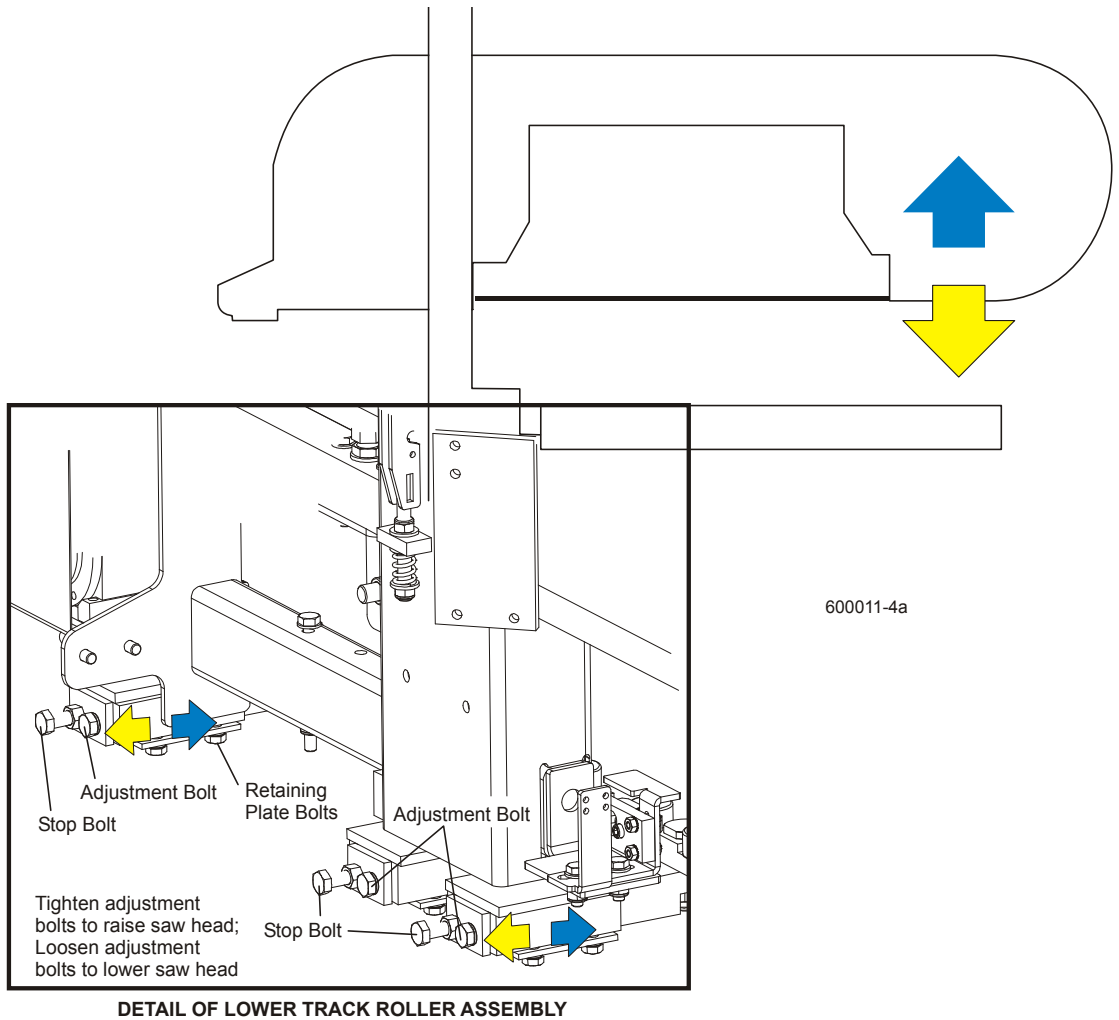 600011-4a
Adjustment Bolt
Stop Bolt
Retaining
Plate Bolts
Adjustment Bolt
Stop Bolt
Tighten adjustment
bolts to raise saw head;
Loosen adjustment
bolts to lower saw head
DETAIL OF LOWER TRACK ROLLER ASSEMBLY